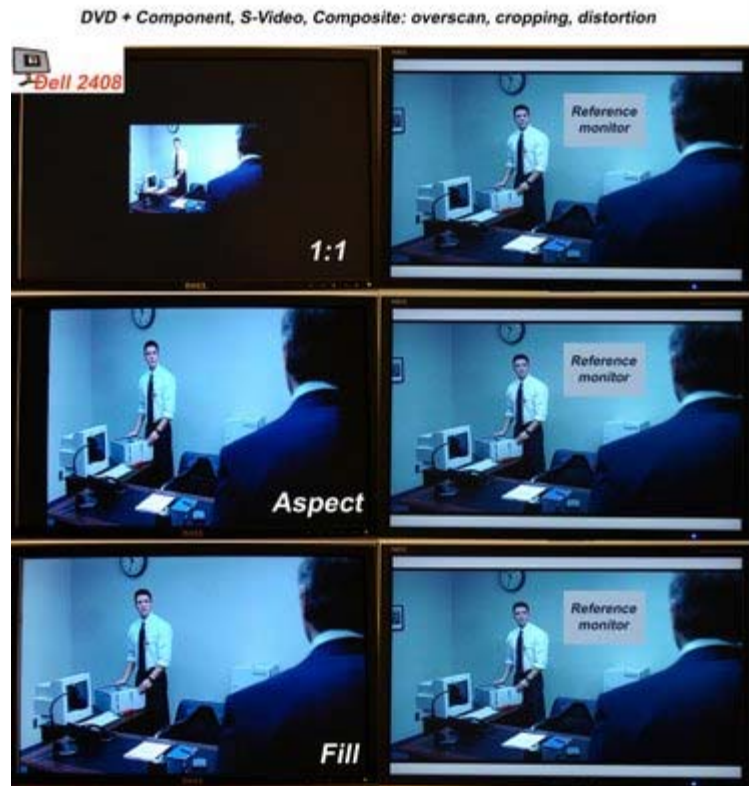 DVD + Component, S-Video, Composite: overscan, cropping, distortion
Dell 2408
Reference
monitor
1:1
Reference
monitor
Aspect
Reference
monitor
Fill